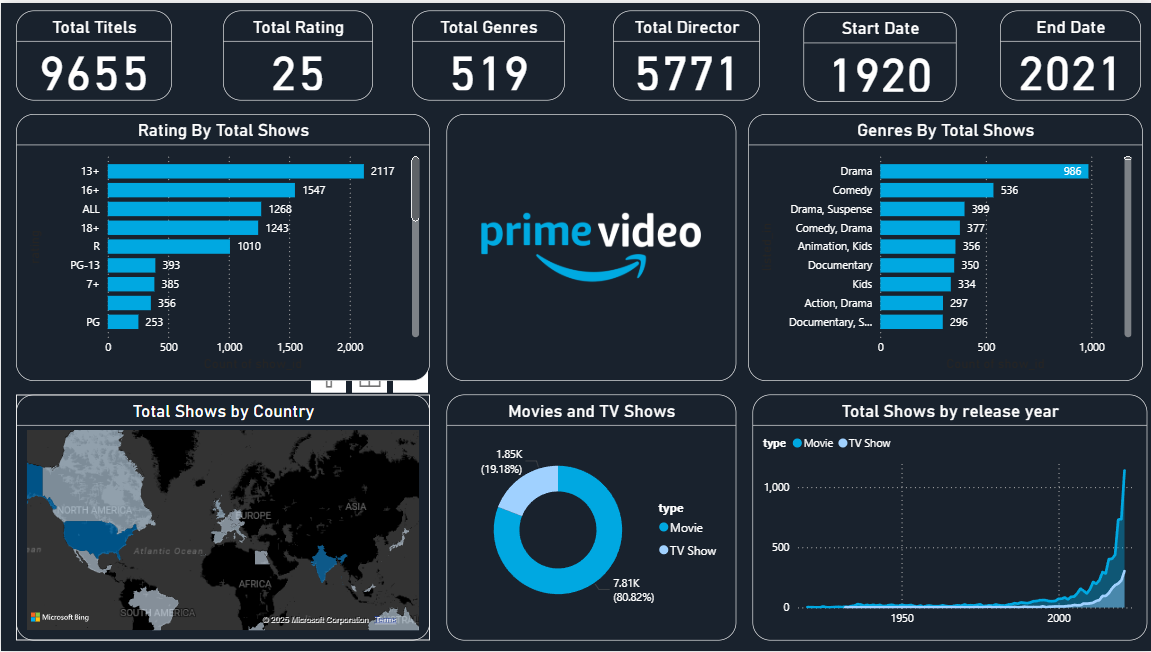 Total Titels
9655
Total Rating
25
Total Genres
519
Total Director
5771
Start Date
1920
End Date
2021
Rating By Total Shows
13+ 2117
16+ 1547
ALL 1268
18+ 1243
R 1010
PG-13 393
7+ 385
356
PG 253
0 500 1,000 1,500 2,000
prime video
Genres By Total Shows
Drama 986
Comedy 536
Drama, Suspense 399
Comedy, Drama 377
Animation, Kids 356
Documentary 350
Kids 334
Action, Drama 297
Documentary, S... 296
0 500 1,000
Total Shows by Country
NORTH AMERICA
EUROPE
ASIA
Atlantic Ocean
AFRICA
SOUTH AMERICA
Microsoft Bing
© 2025 Microsoft Corporation Terms
Movies and TV Shows
1.85K
(19.18%)
7.81K
(80.82%)
type
Movie
TV Show
Total Shows by release year
type Movie TV Show
1,000
500
0
1950 2000